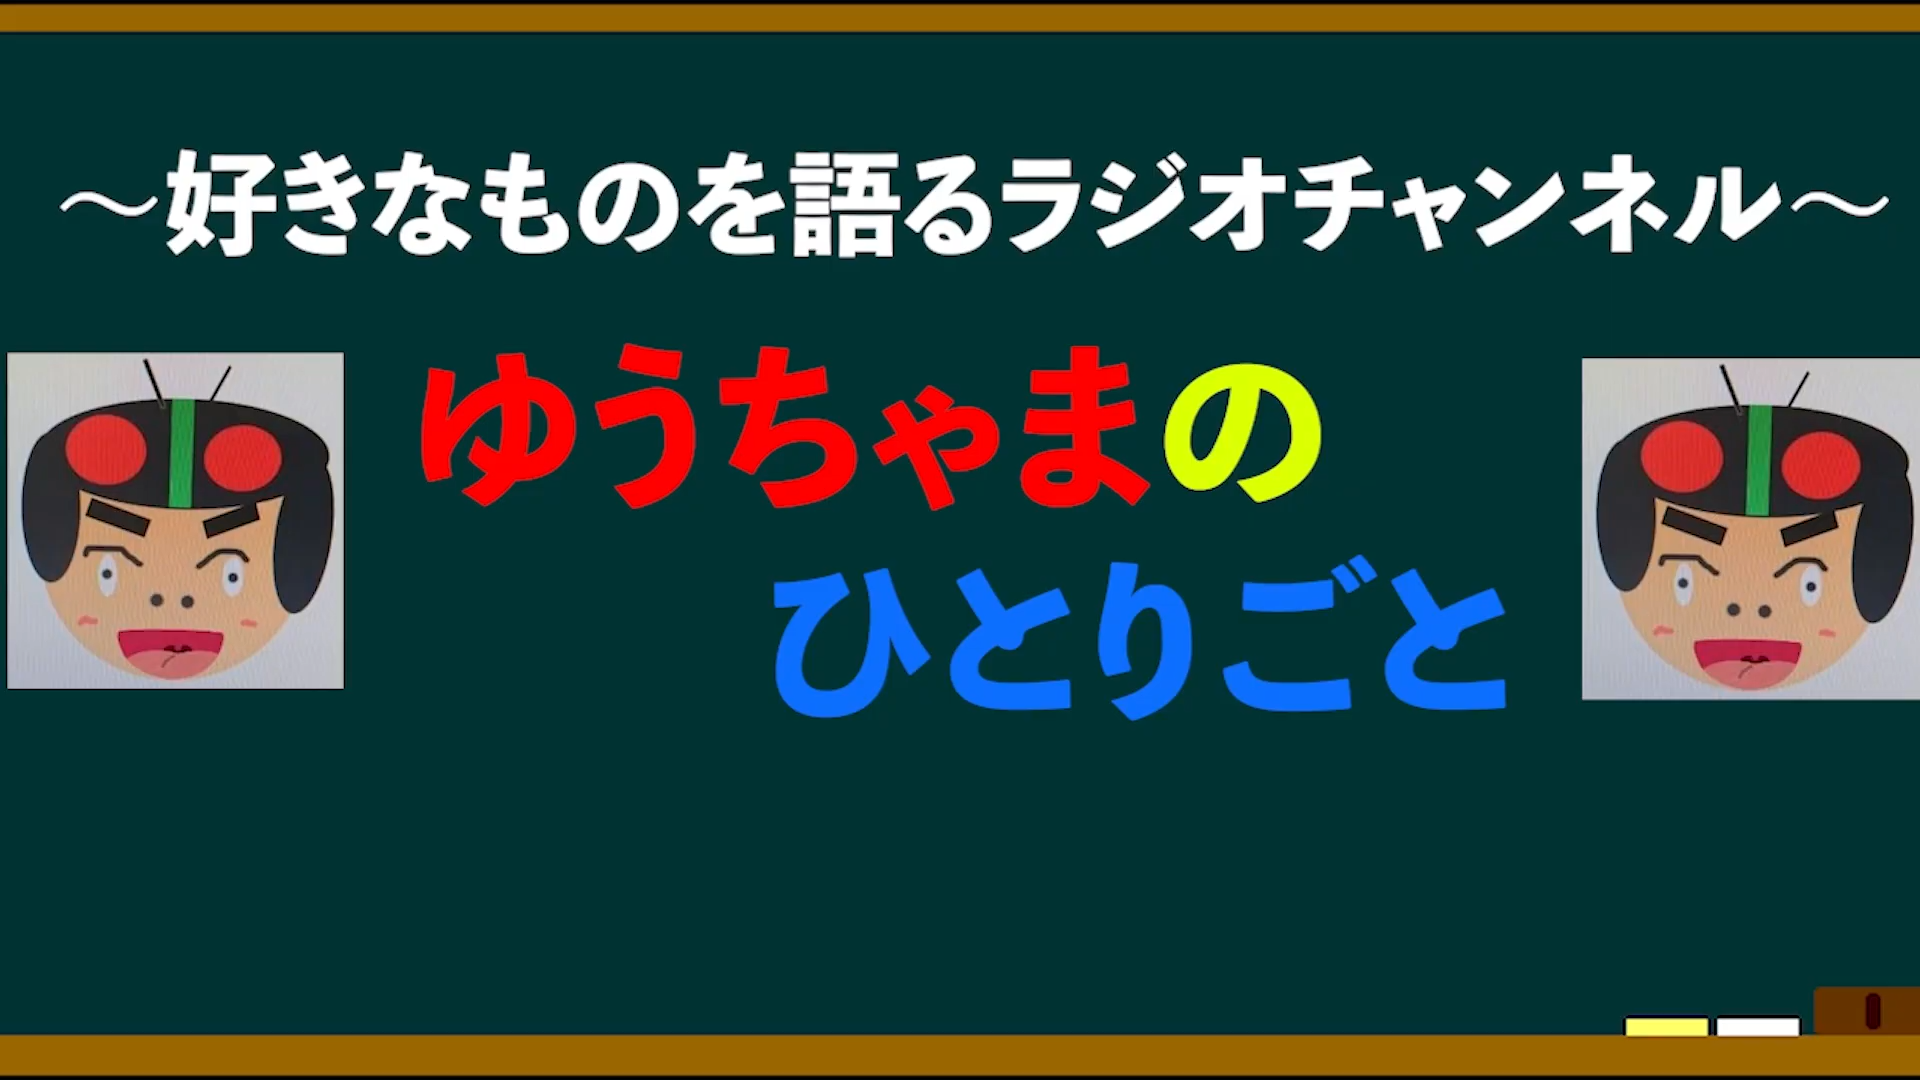 ～好きなものを語るラジオチャンネル～
ゆうちゃまの
ひとりごと